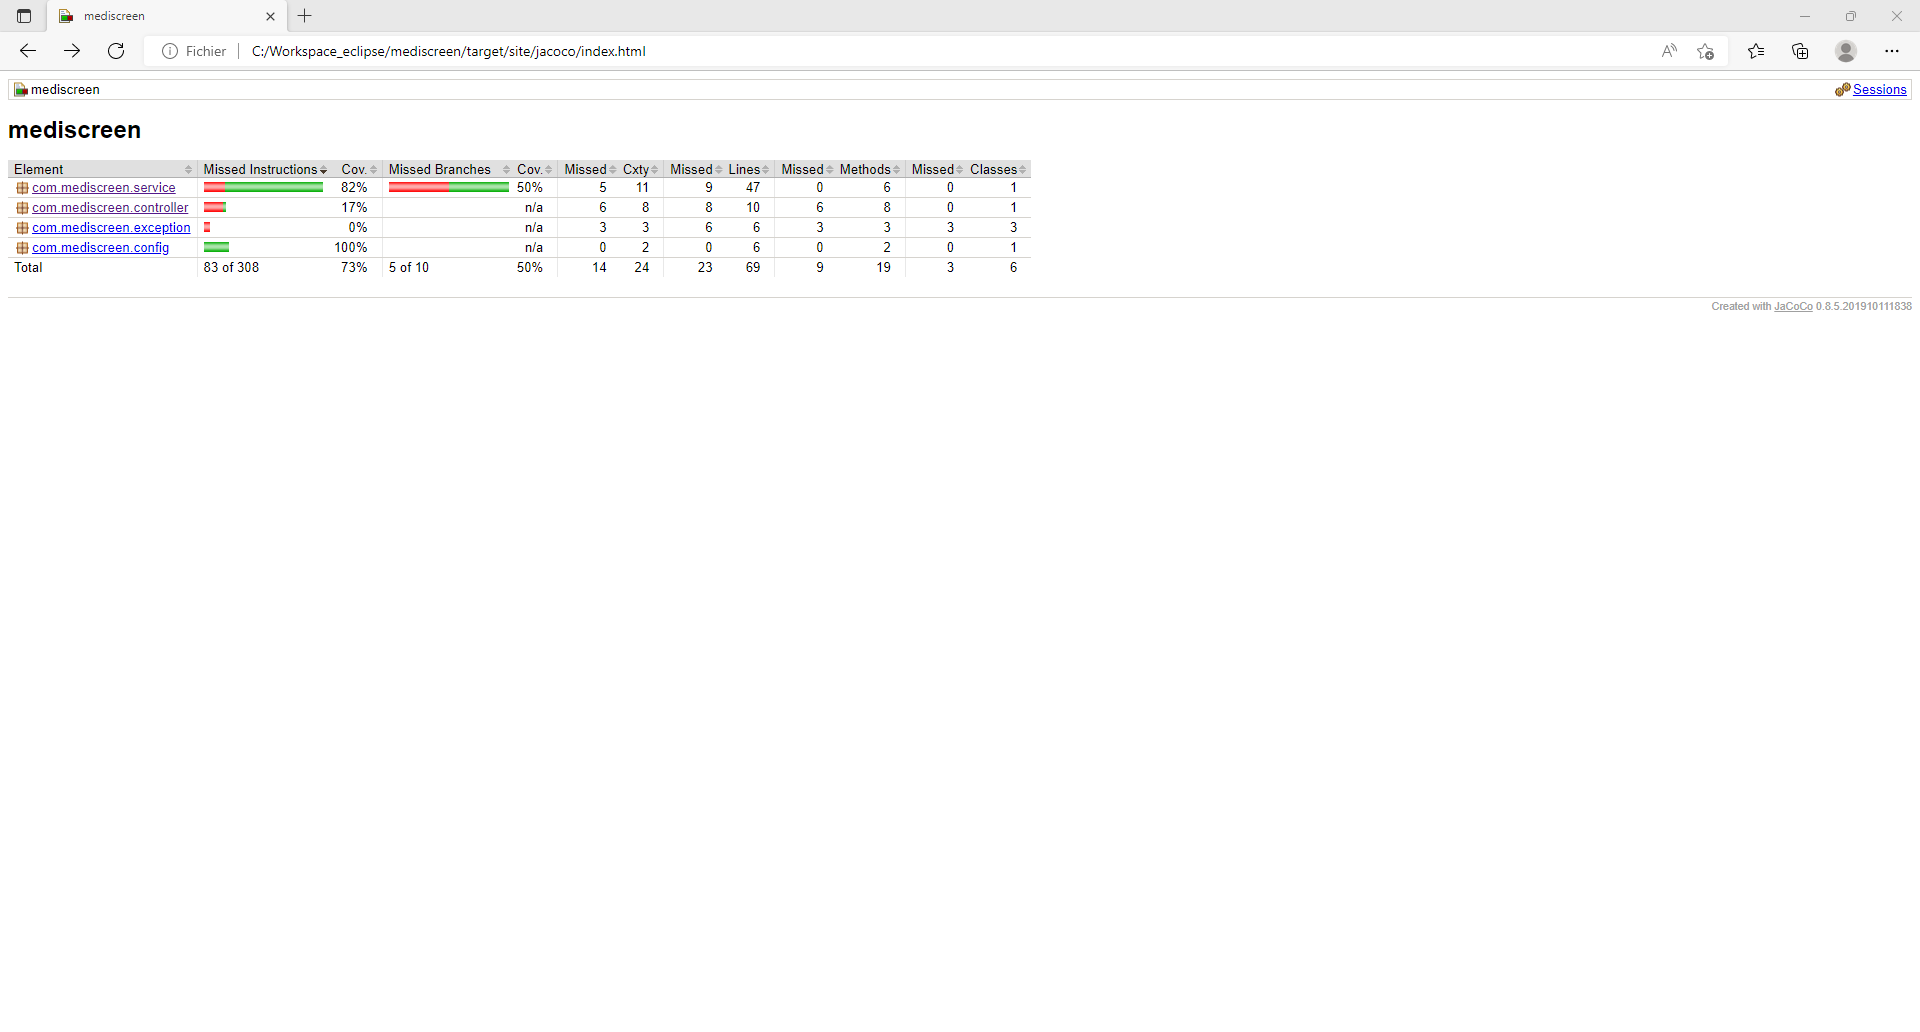 mediscreen
Fichier C:/Workspace_eclipse/mediscreen/target/site/jacoco/index.html
mediscreen Sessions
mediscreen
Element Missed Instructions Cov. Missed Branches Cov. Missed Cxty Missed Lines Missed Methods Missed Classes
com.mediscreen.service 82% 50% 5 11 9 47 0 6 0 1
com.mediscreen.controller 17% n/a 6 8 8 10 6 8 0 1
com.mediscreen.exception 0% n/a 3 3 6 6 3 3 3 3
com.mediscreen.config 100% n/a 0 2 0 6 0 2 0 1
Total 83 of 308 73% 5 of 10 50% 14 24 23 69 9 19 3 6
Created with JaCoCo 0.8.5.201910111838